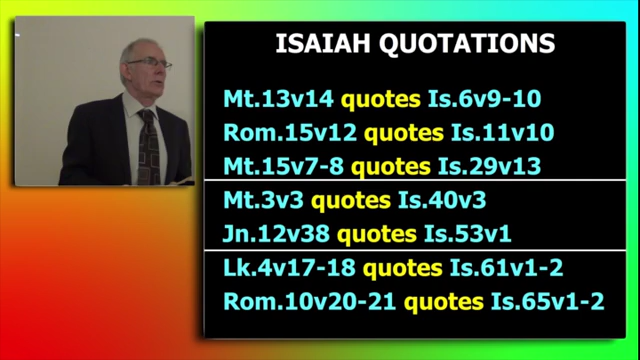 ISAIAH QUOTATIONS
Mt.13v14 quotes Is.6v9-10
Rom.15v12 quotes Is.11v10
Mt.15v7-8 quotes Is.29v13
Mt.3v3 quotes Is.40v3
Jn.12v38 quotes Is.53v1
Lk.4v17-18 quotes Is.61v1-2
Rom.10v20-21 quotes Is.65v1-2